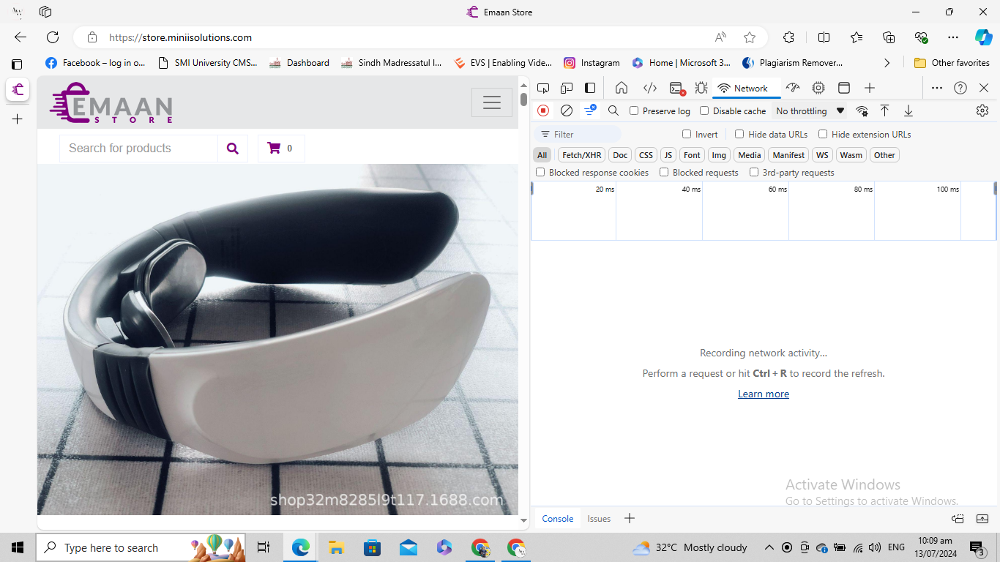 Emaan Store
https://store.miniisolutions.com
Facebook – log in o...
SMI University CMS...
Dashboard
Sindh Madressatul I...
EVS | Enabling Vide...
Instagram
Home | Microsoft 3...
Plagiarism Remover...
Other favorites
EMAAN
STORE
Search for products
0
shop32m8285l9t117.1688.com
Network
Preserve log
Disable cache
No throttling
Filter
Invert
Hide data URLs
Hide extension URLs
All
Fetch/XHR
Doc
CSS
JS
Font
Img
Media
Manifest
WS
Wasm
Other
Blocked response cookies
Blocked requests
3rd-party requests
20 ms
40 ms
60 ms
80 ms
100 ms
Recording network activity...
Perform a request or hit Ctrl + R to record the refresh.
Learn more
Activate Windows
Go to Settings to activate Windows.
Console
Issues
Type here to search
32°C Mostly cloudy
ENG
10:09 am
13/07/2024
3